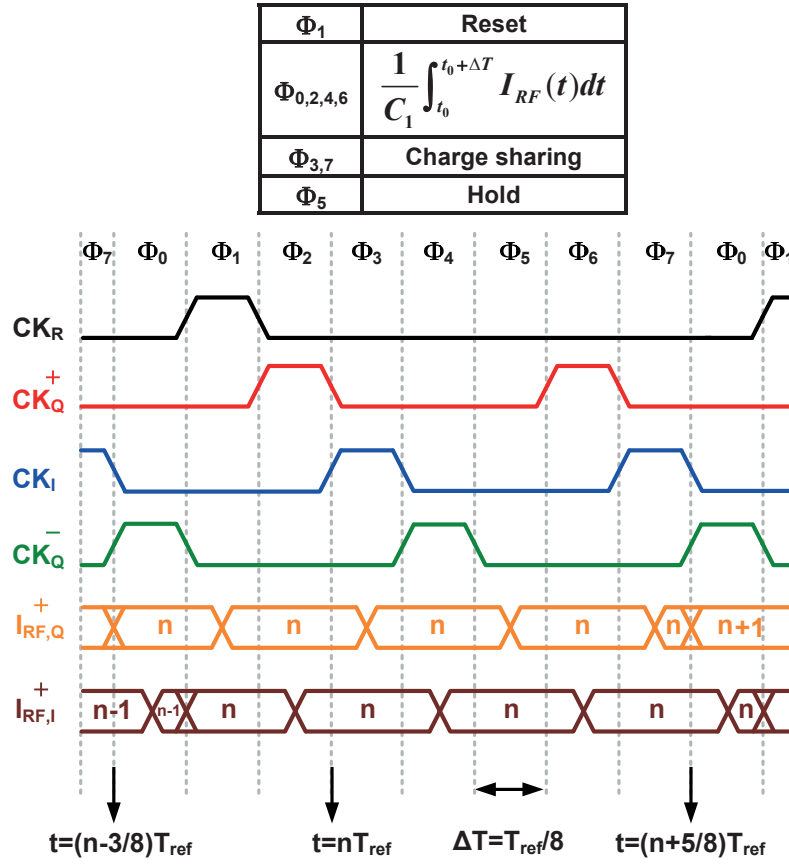 Φ1 Reset
Φ0,2,4,6 1/C1 ∫t0^t0+ΔT IRF(t)dt
Φ3,7 Charge sharing
Φ5 Hold
Φ7 Φ0 Φ1 Φ2 Φ3 Φ4 Φ5 Φ6 Φ7 Φ0 Φ1
CKR
CKQ+
CKI
CKQ-
IRF,Q+ n n n n n n+1
IRF,I+ n-1 n-1 n n n n n n
t=(n-3/8)Tref t=nTref ΔT=Tref/8 t=(n+5/8)Tref